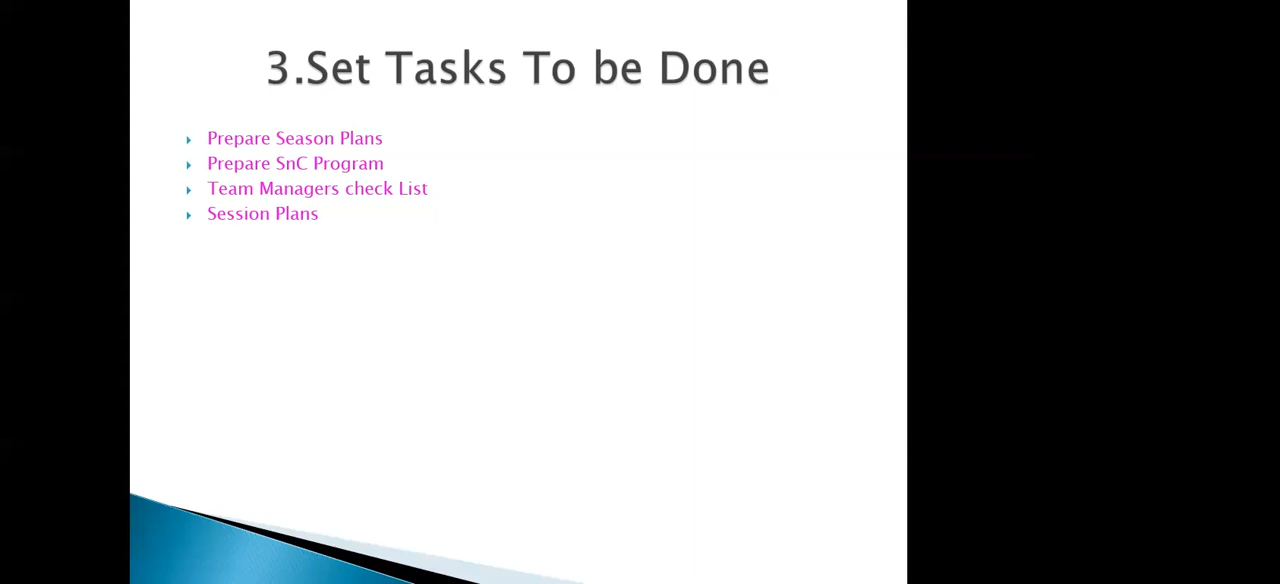 3.Set Tasks To be Done
Prepare Season Plans
Prepare SnC Program
Team Managers check List
Session Plans